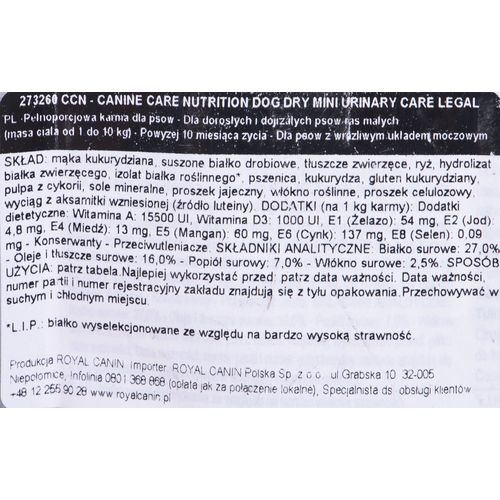 273260 CCN - CANINE CARE NUTRITION DOG DRY MINI URINARY CARE LEGAL
PL -Pełnoporcjowa karma dla psów - Dla dorosłych i dojrzałych psów ras małych
(masa ciała od 1 do 10 kg) - Powyżej 10 miesiąca życia - Dla psów z wrażliwym układem moczowym
SKŁAD: mąka kukurydziana, suszone białko drobiowe, tłuszcze zwierzęce, ryż, hydrolizat
białka zwierzęcego, izolat białka roślinnego*, pszenica, kukurydza, gluten kukurydziany,
pulpa z cykorii, sole mineralne, proszek jajeczny, włókno roślinne, proszek celulozowy,
wyciąg z aksamitki wzniesionej (źródło luteiny). DODATKI (na 1 kg karmy) Dodatki
dietetyczne: Witamina A: 15500 UI, Witamina D3: 1000 UI, E1 (Żelazo): 54 mg, E2 (Jod):
4,8 mg, E4 (Miedź): 13 mg, E5 (Mangan): 60 mg, E6 (Cynk): 137 mg, E8 (Selen): 0.09
mg - Konserwanty - Przeciwutleniacze. SKŁADNIKI ANALITYCZNE: Białko surowe: 27,0%
- Oleje i tłuszcze surowe: 16,0% - Popiół surowy: 7,0% - Włókno surowe: 2,5%. SPOSÓB
UŻYCIA: patrz tabela.Najlepiej wykorzystać przed: patrz data ważności. Data ważności,
numer partii i numer rejestracyjny zakładu znajdują się z tyłu opakowania. Przechowywać w
suchym i chłodnym miejscu.
*L.I.P.: białko wyselekcjonowane ze względu na bardzo wysoką strawność.
Produkcja ROYAL CANIN. Importer: ROYAL CANIN Polska Sp. z o.o. ul Grabska 10, 32-005
Niepołomice, Infolinia 0801 368 868 (opłata jak za połączenie lokalne), Specjalista ds. obsługi klientów
+48 12 255 90 28 www.royalcanin.pl